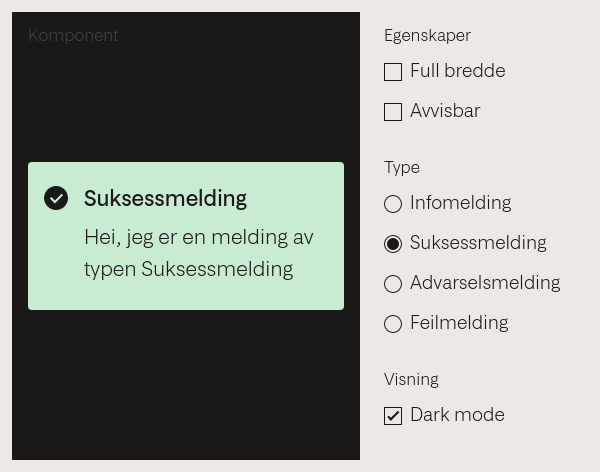 Komponent
Suksessmelding
Hei, jeg er en melding av
typen Suksessmelding
Egenskaper
Full bredde
Avvisbar
Type
Infomelding
Suksessmelding
Advarselsmelding
Feilmelding
Visning
Dark mode